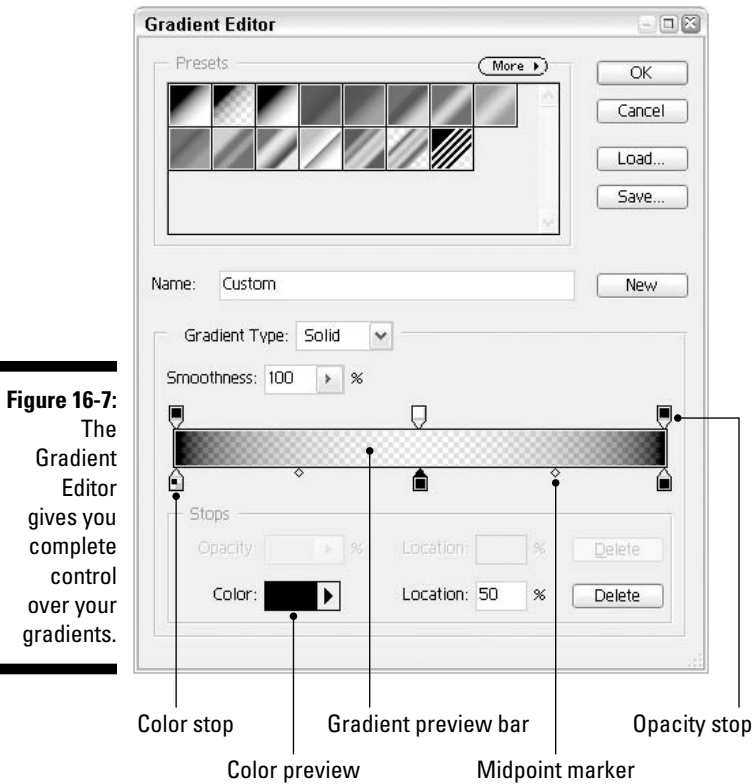 Gradient Editor
Presets
More
OK
Cancel
Load...
Save...
Name: Custom
New
Gradient Type: Solid
Smoothness: 100 %
Figure 16-7:
The
Gradient
Editor
gives you
complete
control
over your
gradients.
Stops
Opacity: % Location: % Delete
Color: Location: 50 % Delete
Color stop
Gradient preview bar
Opacity stop
Color preview
Midpoint marker